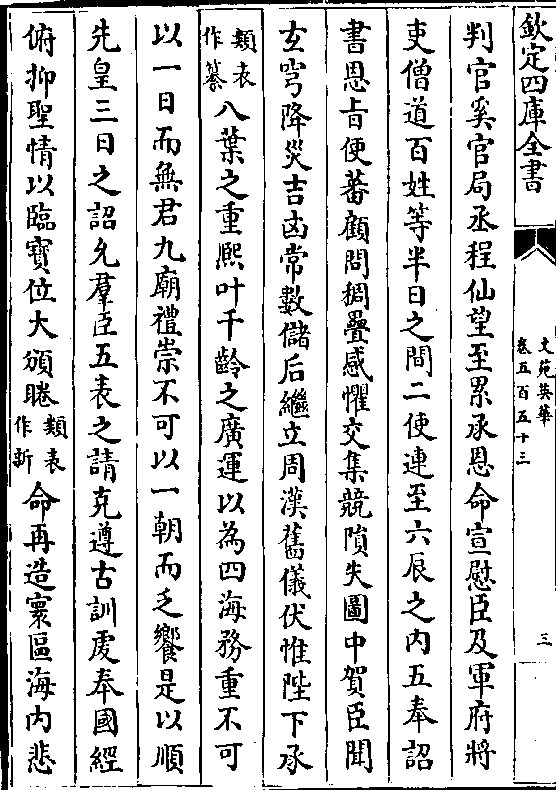 欽定四庫全書
文苑英華
卷五百五十三
三
判官奚官局丞程仙望至累承恩命宣慰臣及軍府將
吏僧道百姓等半日之間二使連至六辰之内五奉詔
書恩㫖便蕃顧問稠疊感懼交集競隕失圖中賀臣聞
玄穹降災吉凶常數儲后繼立周漢舊儀伏惟陛下承
類表
作纂
八葉之重熈叶千齡之廣運以為四海務重不可
以一日而無君九廟禮崇不可以一朝而乏饗是以順
先皇三日之詔允羣臣五表之請克遵古訓䖍奉國經
俯抑聖情以臨寳位大頒睠
類表
作新
命再造寰區海内悲